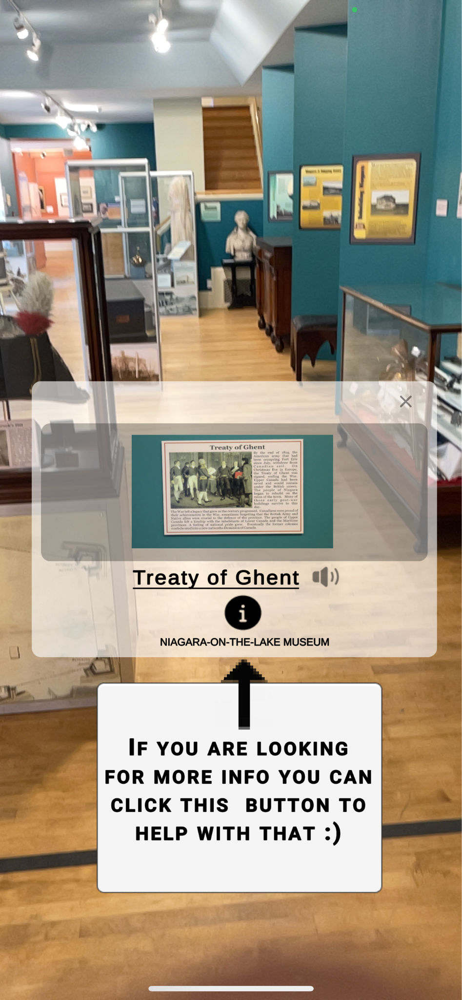 Treaty of Ghent
By the end of 1814, the
American army that had
been occupying Fort Erie
since July, withdrew from
Canadian soil. On
Christmas Eve in Europe,
the Treaty of Ghent was
signed, ending the War.
Upper Canada had been
saved and would remain
under the British crown.
The people of Niagara
began to rebuild on the
ruins of the town. Many of
those early post-war
buildings survive to this
day.
The War left a legacy that grew as the century progressed. Canadians were proud of
their achievements in the War, sometimes forgetting that the British Army and
Native allies were crucial to the defence of the province. The people of Upper
Canada felt a kinship with the inhabitants of Lower Canada and the Maritime
provinces. A feeling of national pride grew. Eventually the former colonies
confederated into a new nation the Dominion of Canada.
Treaty of Ghent
i
NIAGARA-ON-THE-LAKE MUSEUM
If you are looking
for more info you can
click this button to
help with that :)